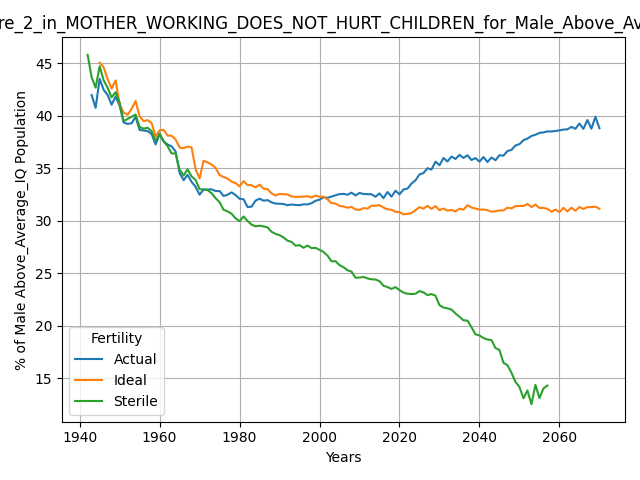 re_2_in_MOTHER_WORKING_DOES_NOT_HURT_CHILDREN_for_Male_Above_Av
% of Male Above_Average_IQ Population
45
40
35
30
25
20
15
Fertility
Actual
Ideal
Sterile
1940 1960 1980 2000 2020 2040 2060
Years